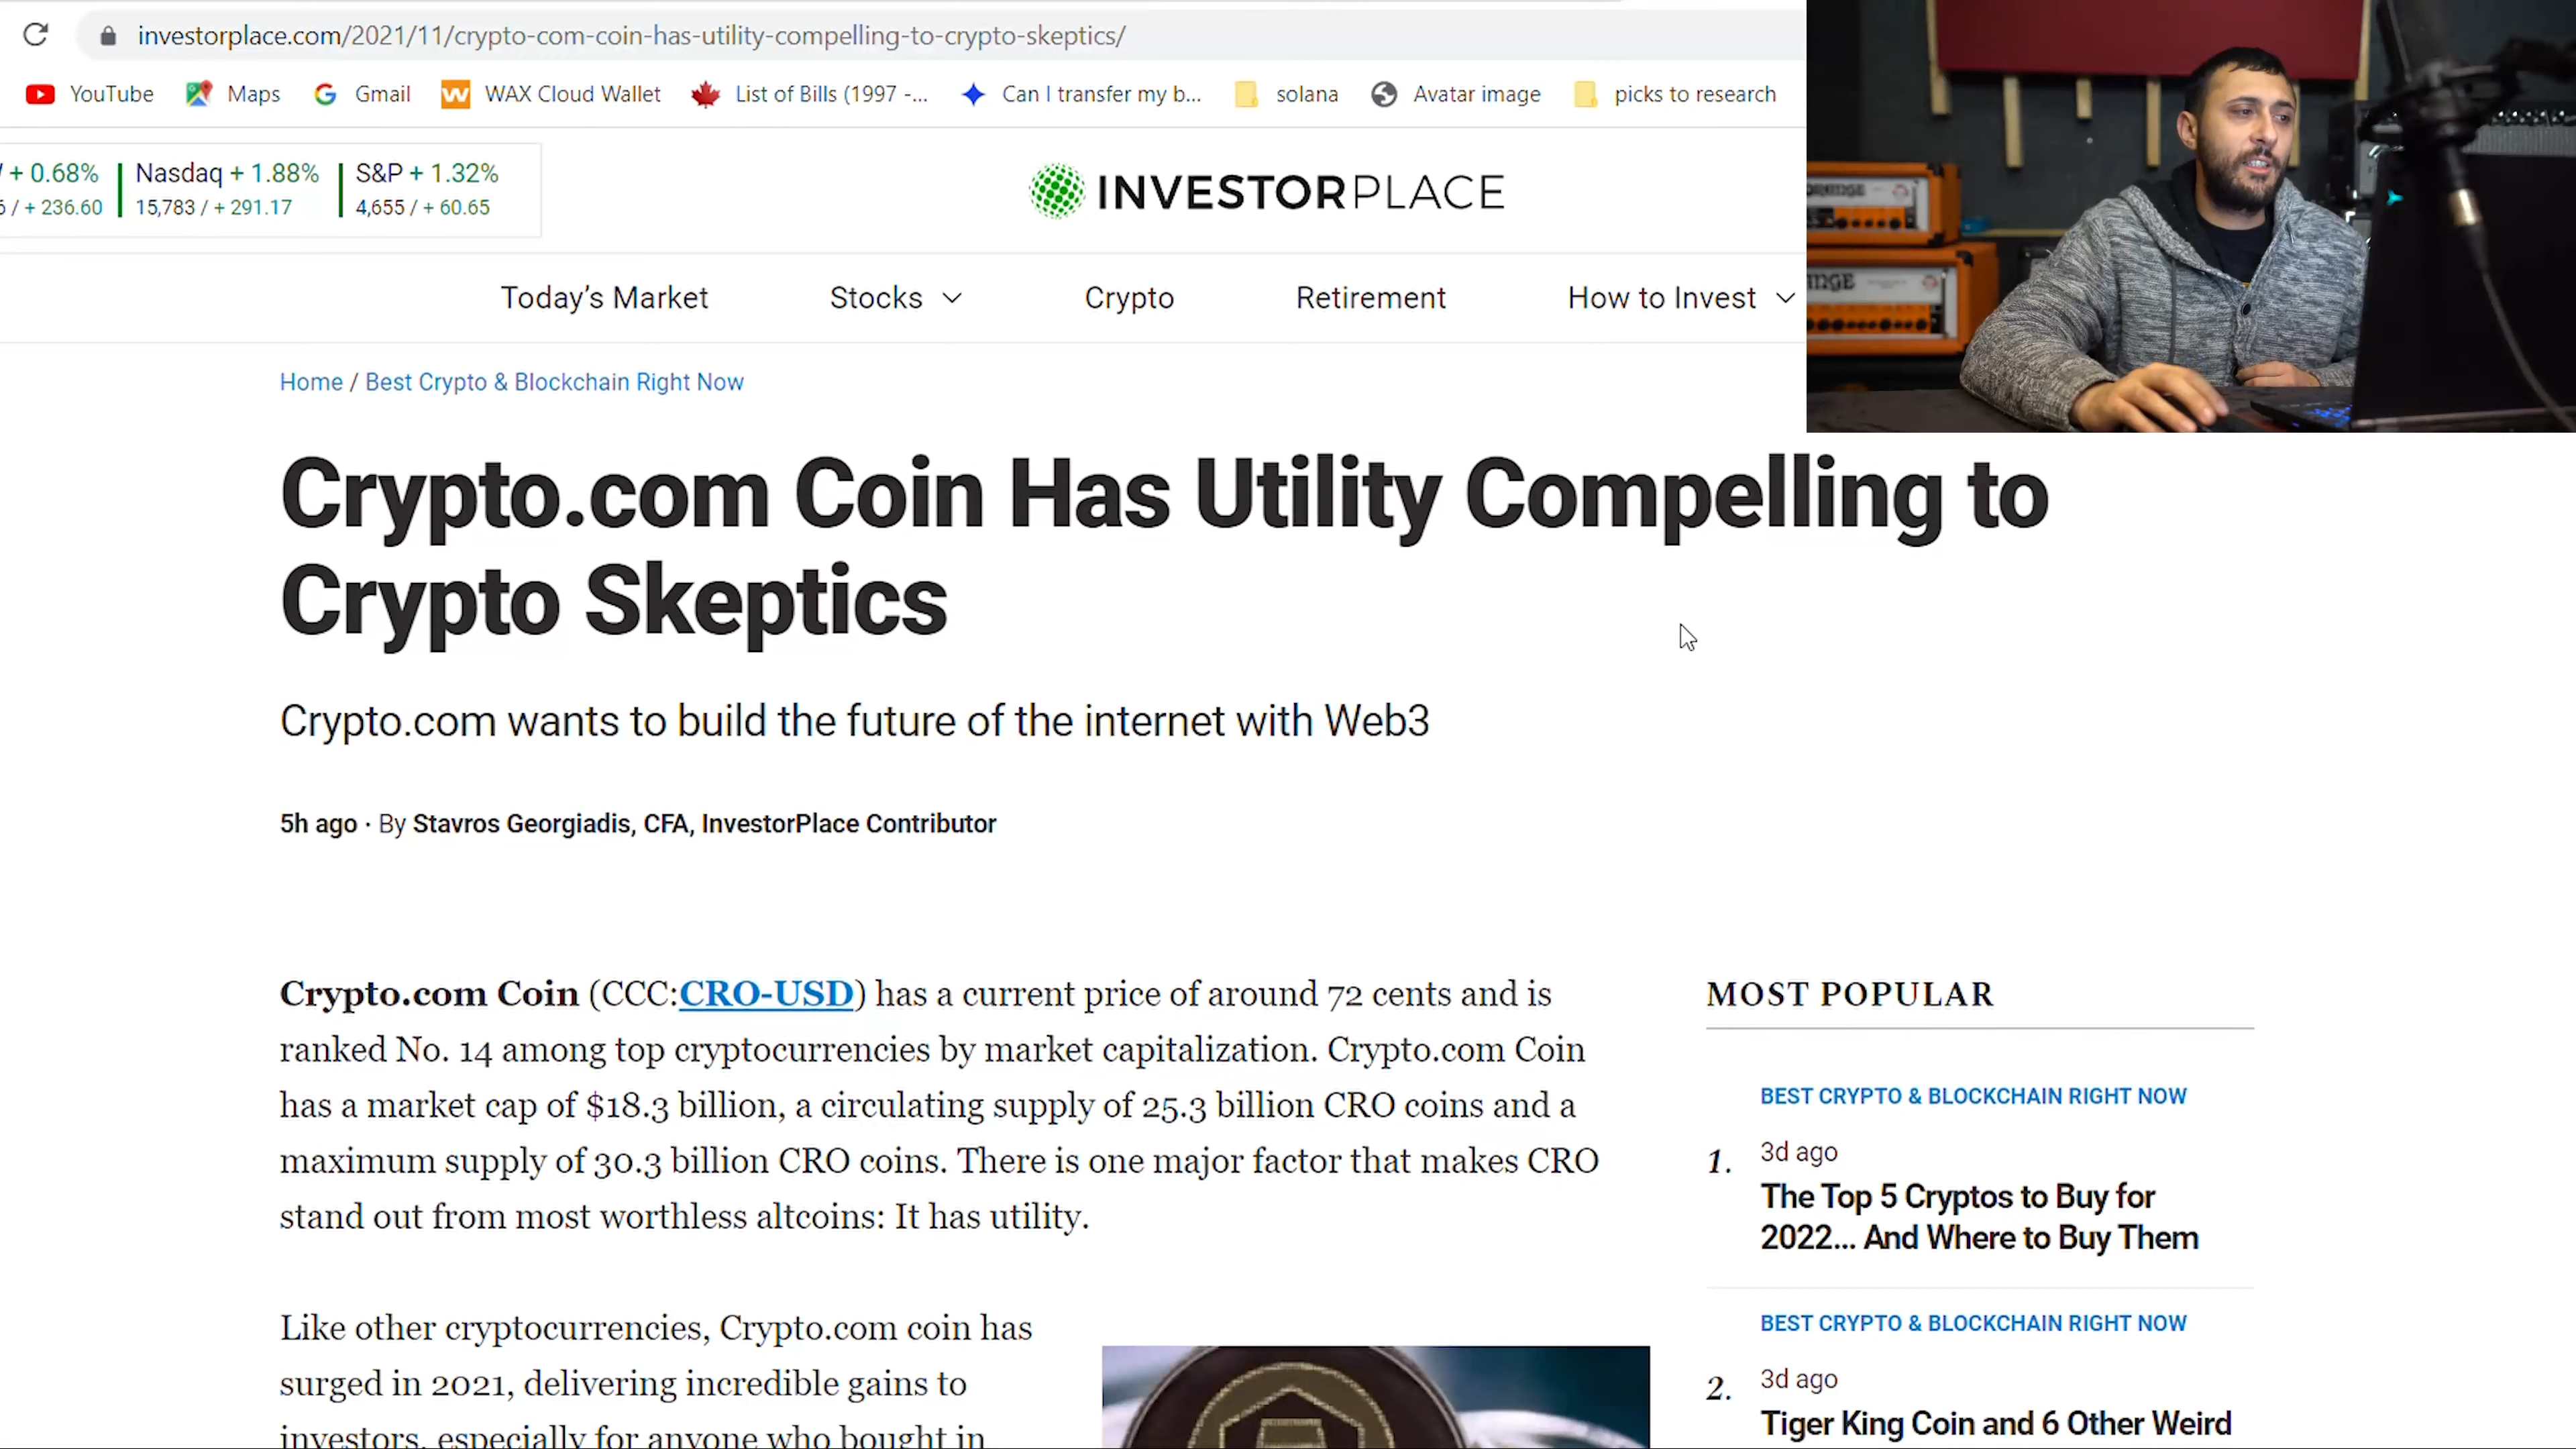 investorplace.com/2021/11/crypto-com-coin-has-utility-compelling-to-crypto-skeptics/
YouTube Maps Gmail WAX Cloud Wallet List of Bills (1997 -... Can I transfer my b... solana Avatar image picks to research
+ 0.68% Nasdaq + 1.88% S&P + 1.32%
/ + 236.60 15,783 / + 291.17 4,655 / + 60.65
INVESTORPLACE
Today's Market Stocks Crypto Retirement How to Invest
Home / Best Crypto & Blockchain Right Now
Crypto.com Coin Has Utility Compelling to
Crypto Skeptics
Crypto.com wants to build the future of the internet with Web3
5h ago · By Stavros Georgiadis, CFA, InvestorPlace Contributor
Crypto.com Coin (CCC:CRO-USD) has a current price of around 72 cents and is
ranked No. 14 among top cryptocurrencies by market capitalization. Crypto.com Coin
has a market cap of $18.3 billion, a circulating supply of 25.3 billion CRO coins and a
maximum supply of 30.3 billion CRO coins. There is one major factor that makes CRO
stand out from most worthless altcoins: It has utility.
Like other cryptocurrencies, Crypto.com coin has
surged in 2021, delivering incredible gains to
investors, especially for anyone who bought in
MOST POPULAR
BEST CRYPTO & BLOCKCHAIN RIGHT NOW
1. 3d ago
The Top 5 Cryptos to Buy for
2022... And Where to Buy Them
BEST CRYPTO & BLOCKCHAIN RIGHT NOW
2. 3d ago
Tiger King Coin and 6 Other Weird